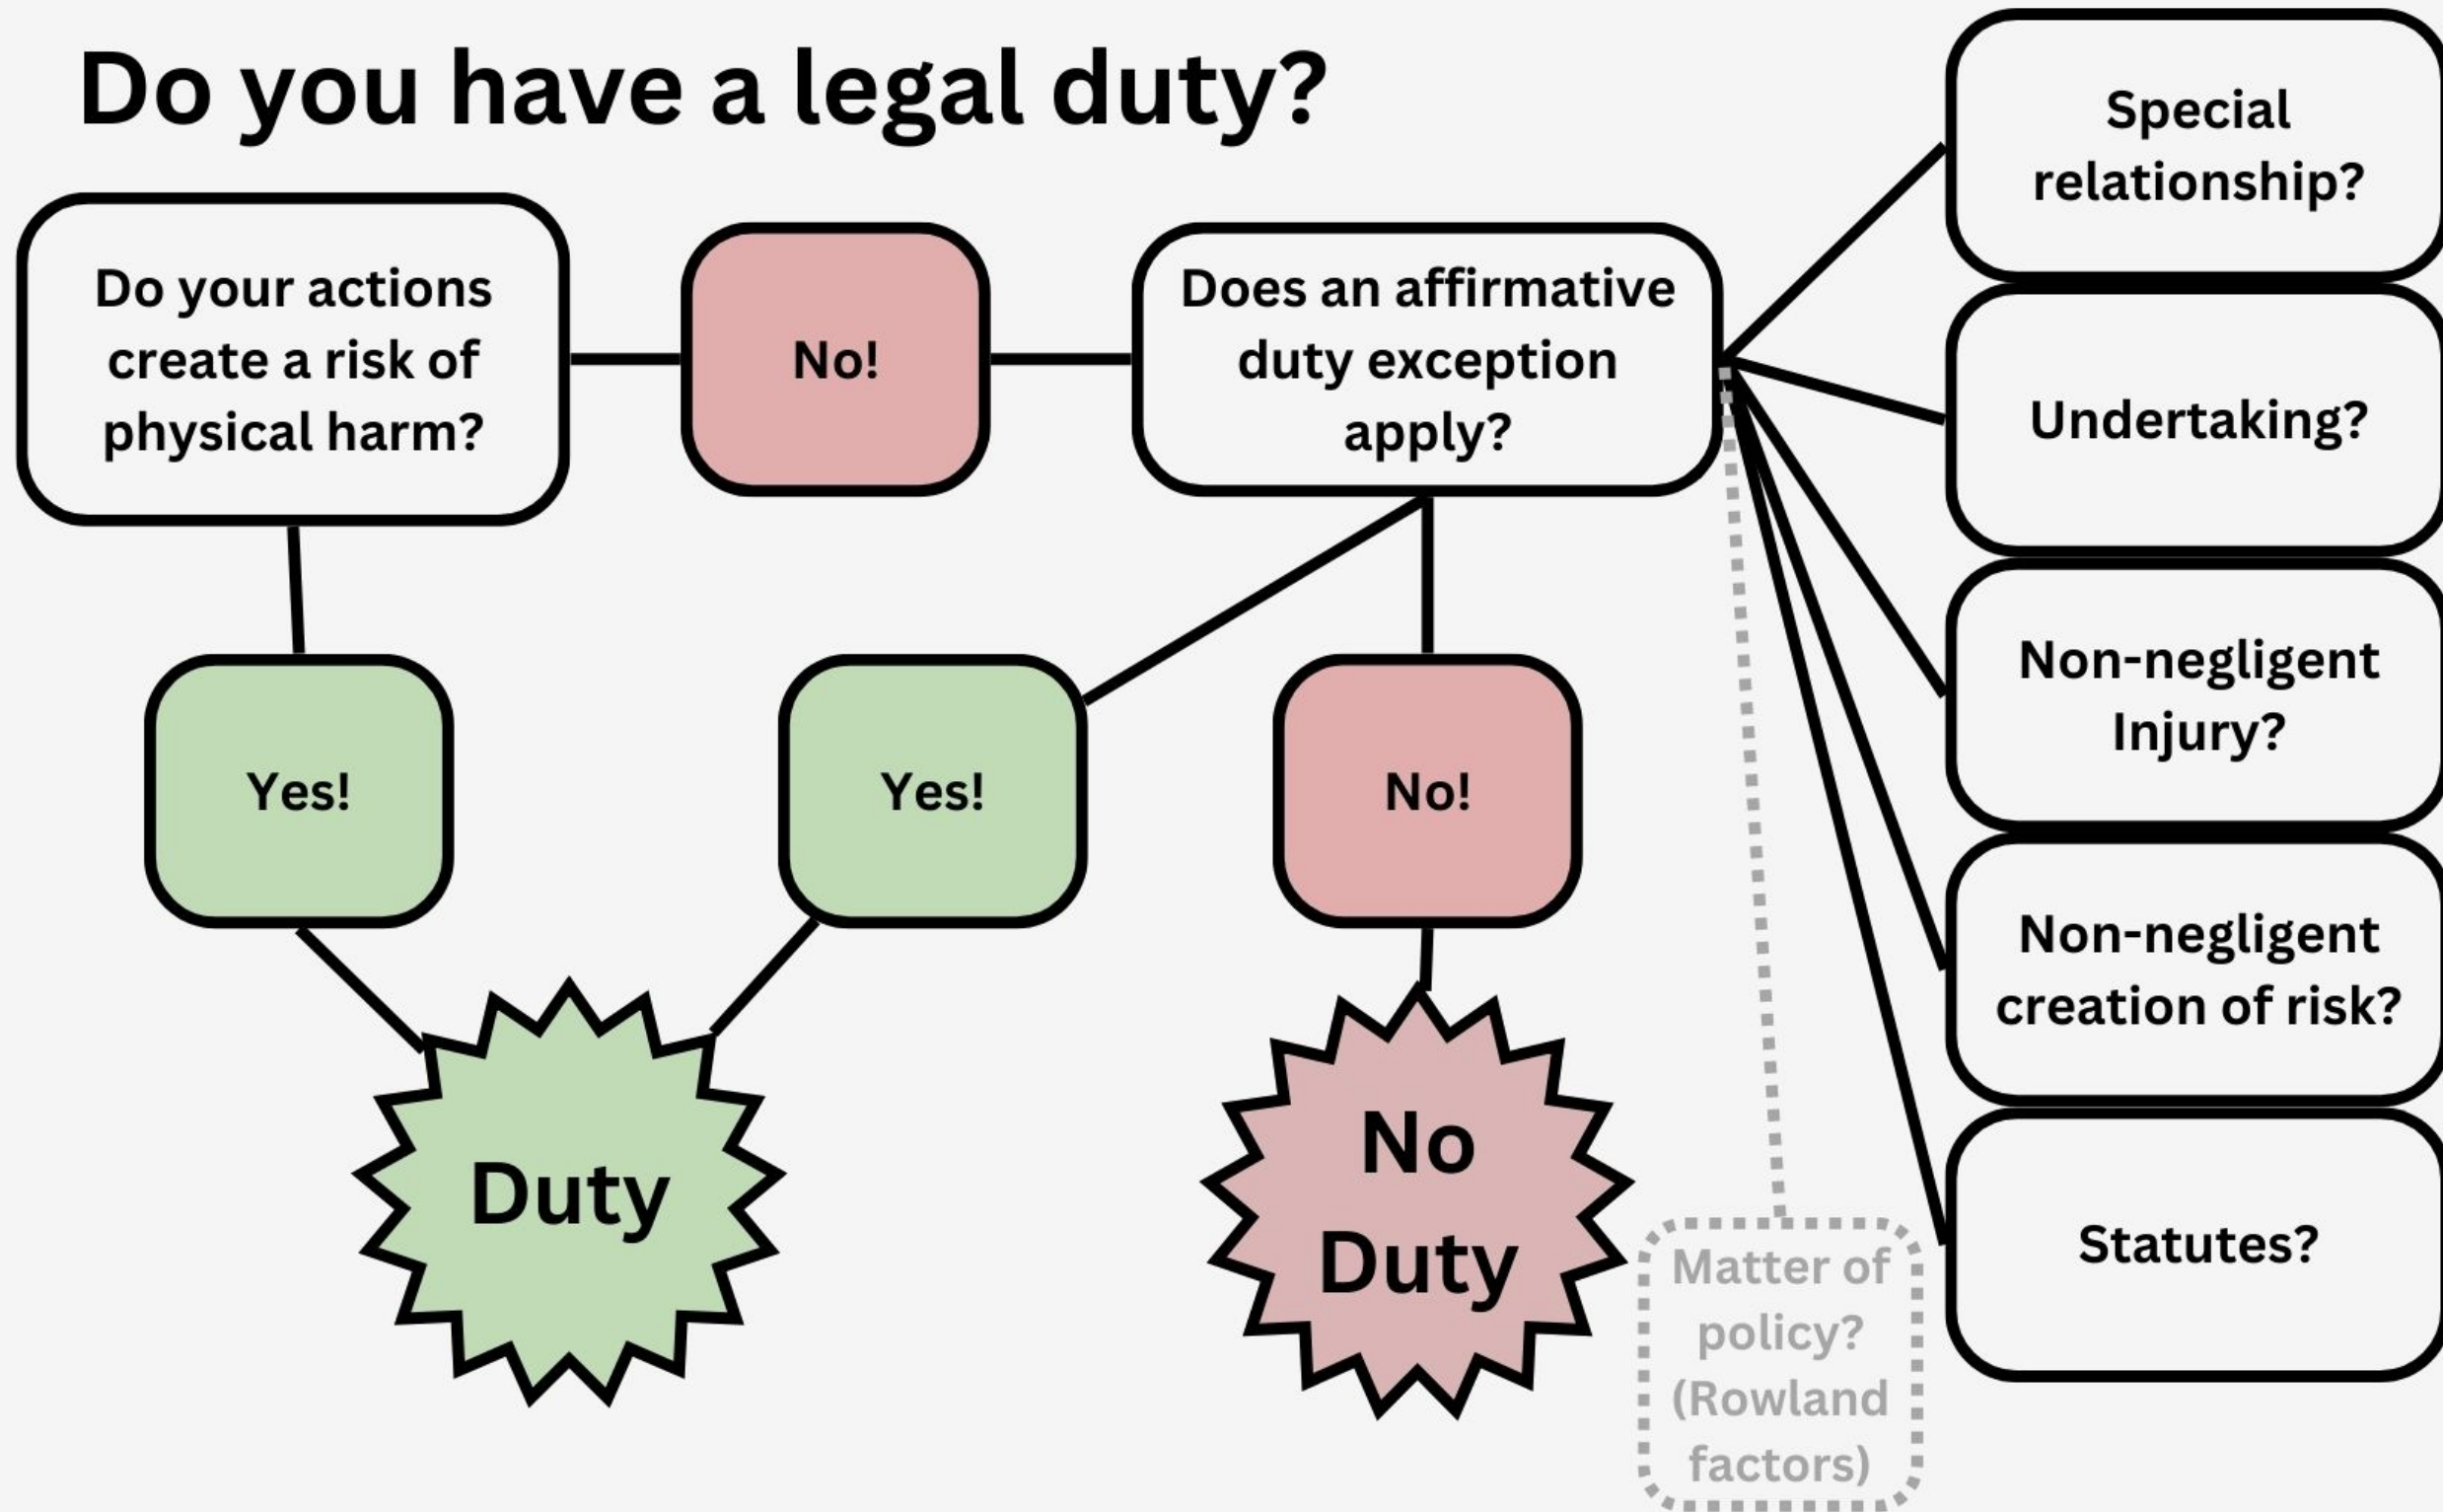 Do you have a legal duty?
Do your actions
create a risk of
physical harm?
No!
Does an affirmative
duty exception
apply?
Special
relationship?
Undertaking?
Non-negligent
Injury?
Non-negligent
creation of risk?
Statutes?
Yes!
Yes!
No!
Duty
No
Duty
Matter of
policy?
(Rowland
factors)